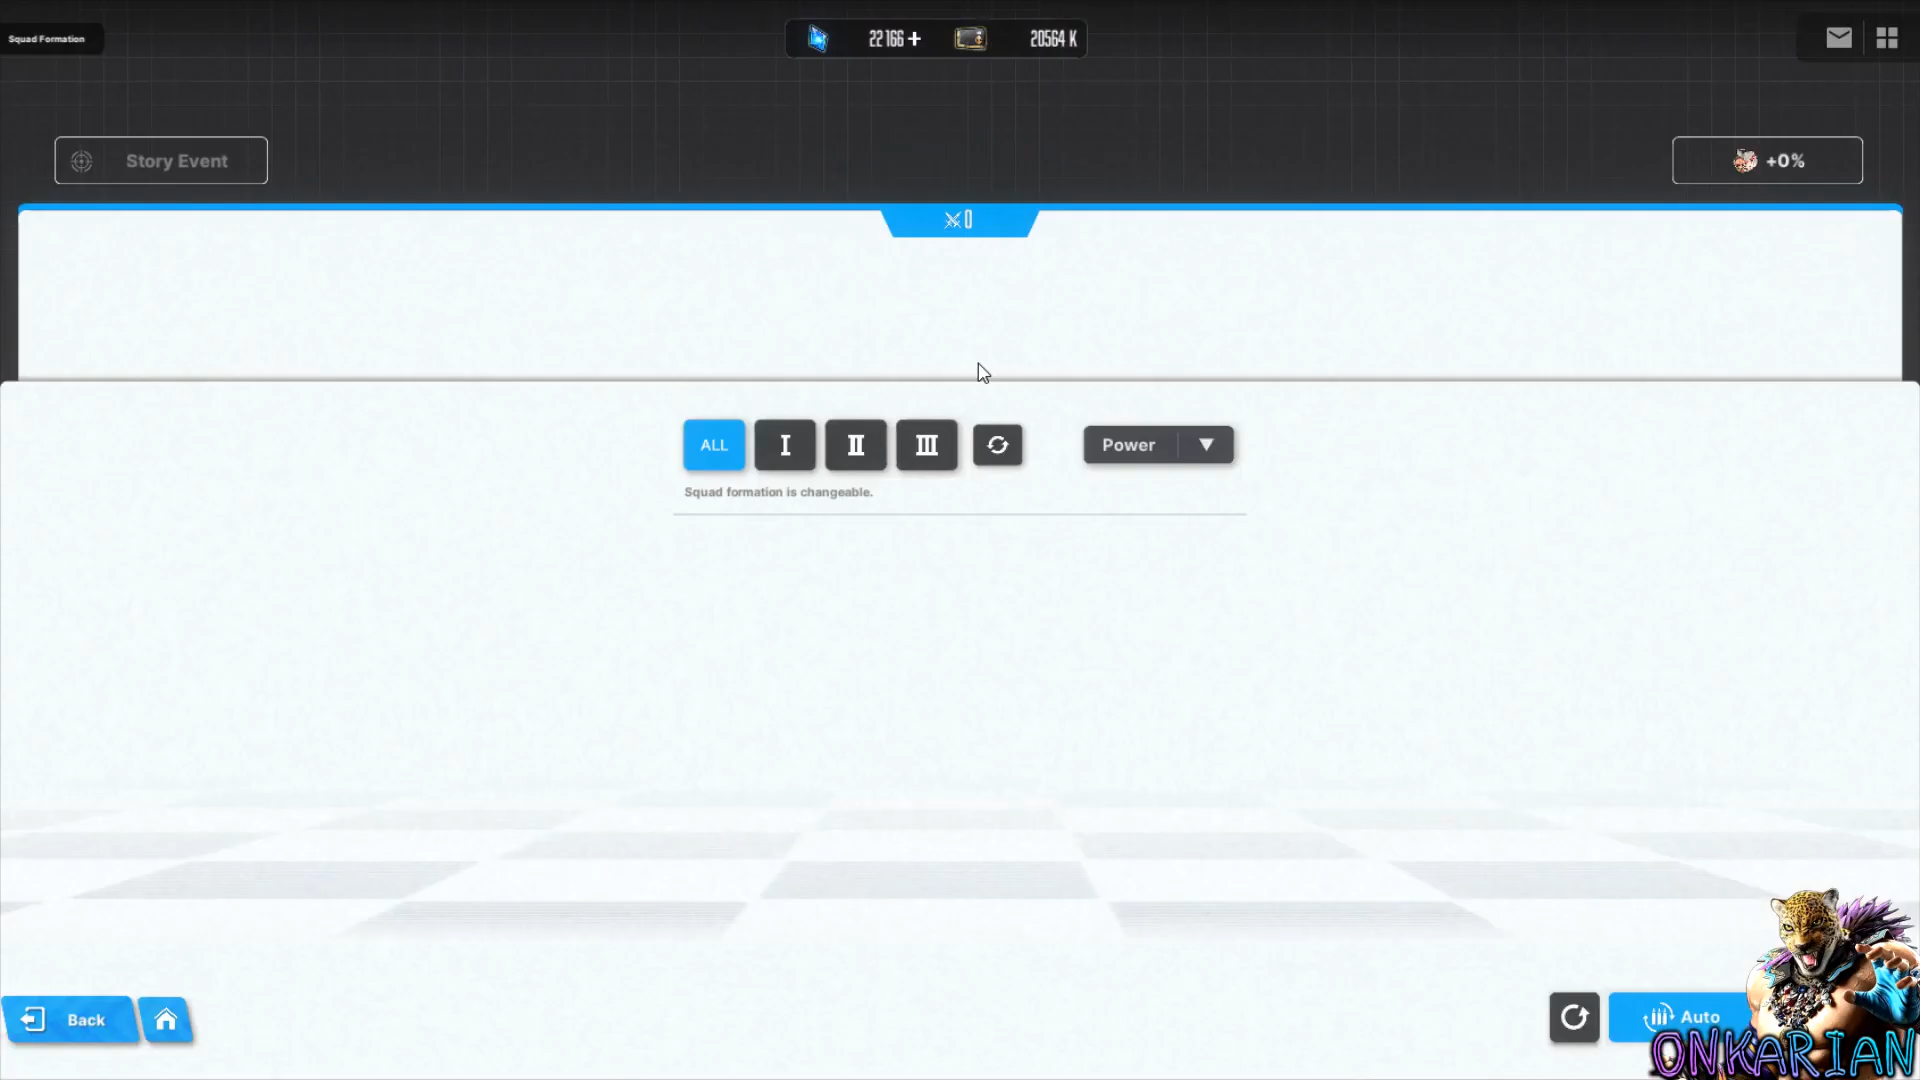 Squad Formation
22166+
20564 K
Story Event
+0%
0
ALL
I
II
III
Power
Squad formation is changeable.
Back
Auto
ONKARIAN